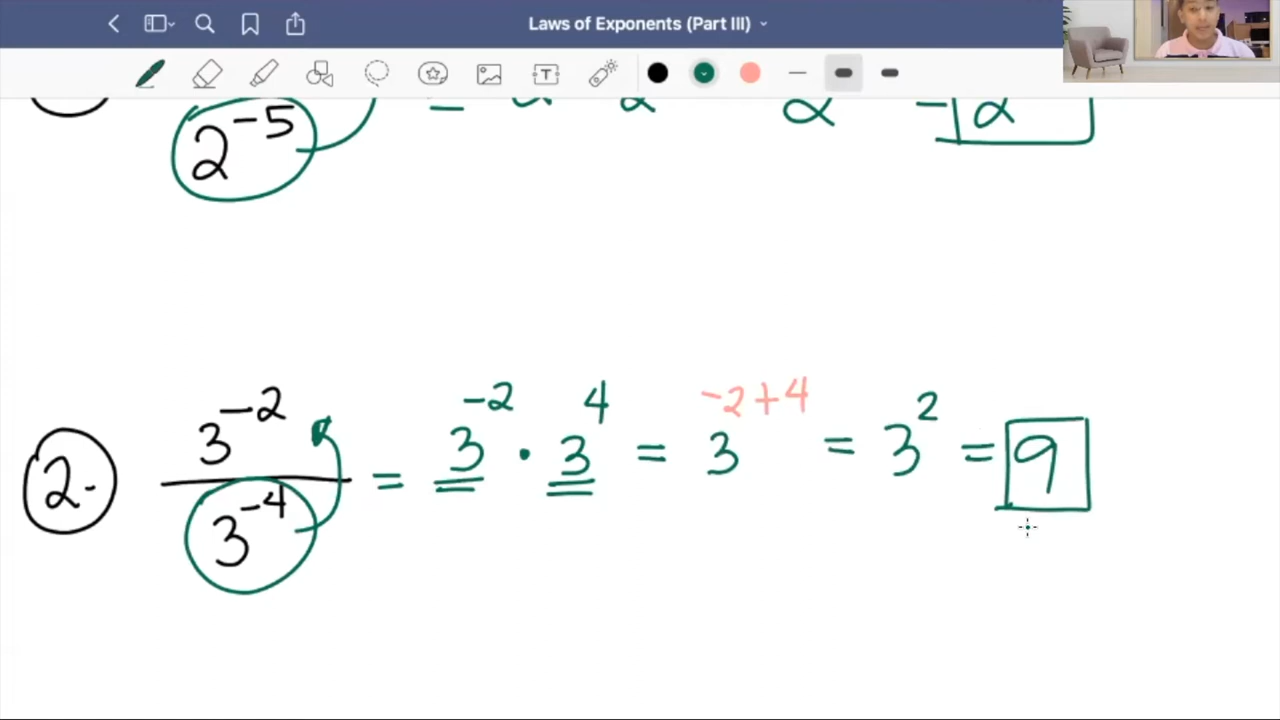 Laws of Exponents (Part III)
2^{-5}
2. \frac{3^{-2}}{3^{-4}} = 3^{-2} · 3^{4} = 3^{-2+4} = 3^{2} = 9